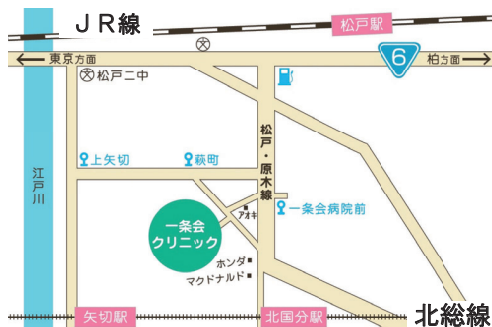 JR線
松戸駅
文
東京方面
6
柏方面
文松戸二中
松戸・原木線
上矢切
萩町
江戸川
アオキ
一条会病院前
一条会
クリニック
ホンダ
マクドナルド
矢切駅
北国分駅
北総線